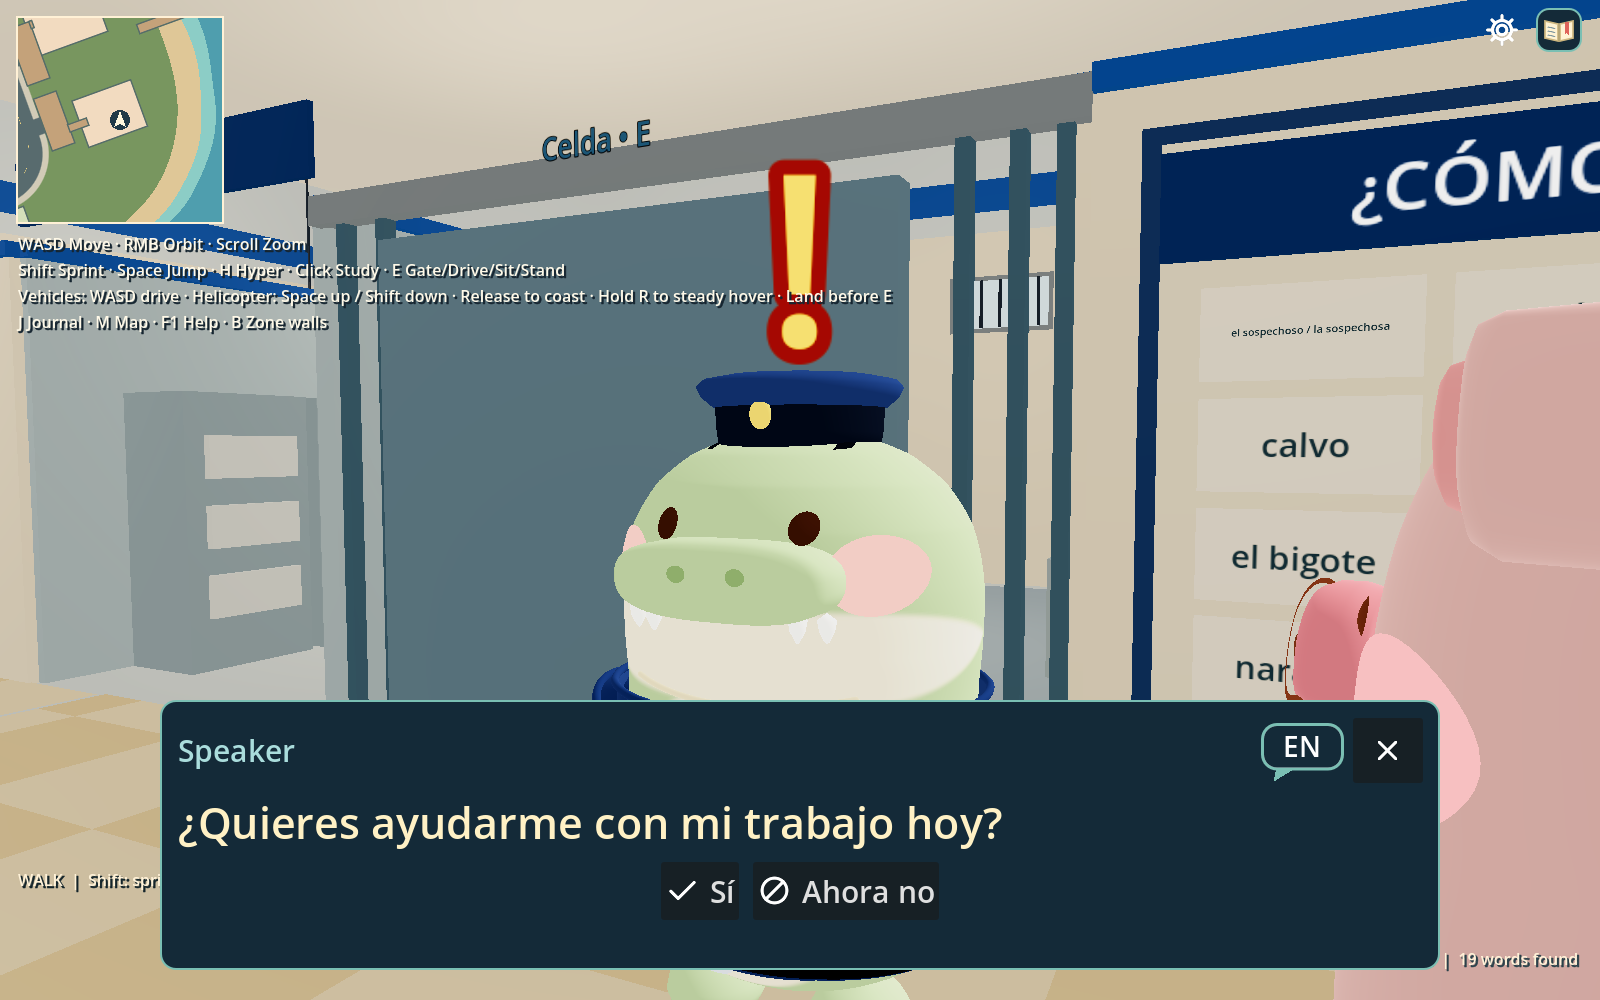 Celda • E
¿CÓMO
WASD Move · RMB Orbit · Scroll Zoom
Shift Sprint · Space Jump · H Hyper · Click Study · E Gate/Drive/Sit/Stand
Vehicles: WASD drive · Helicopter: Space up / Shift down · Release to coast · Hold R to steady hover · Land before E
J Journal · M Map · F1 Help · B Zone walls
el sospechoso / la sospechosa
calvo
el bigote
Speaker
EN
¿Quieres ayudarme con mi trabajo hoy?
Sí
Ahora no
WALK | Shift:
| 19 words found